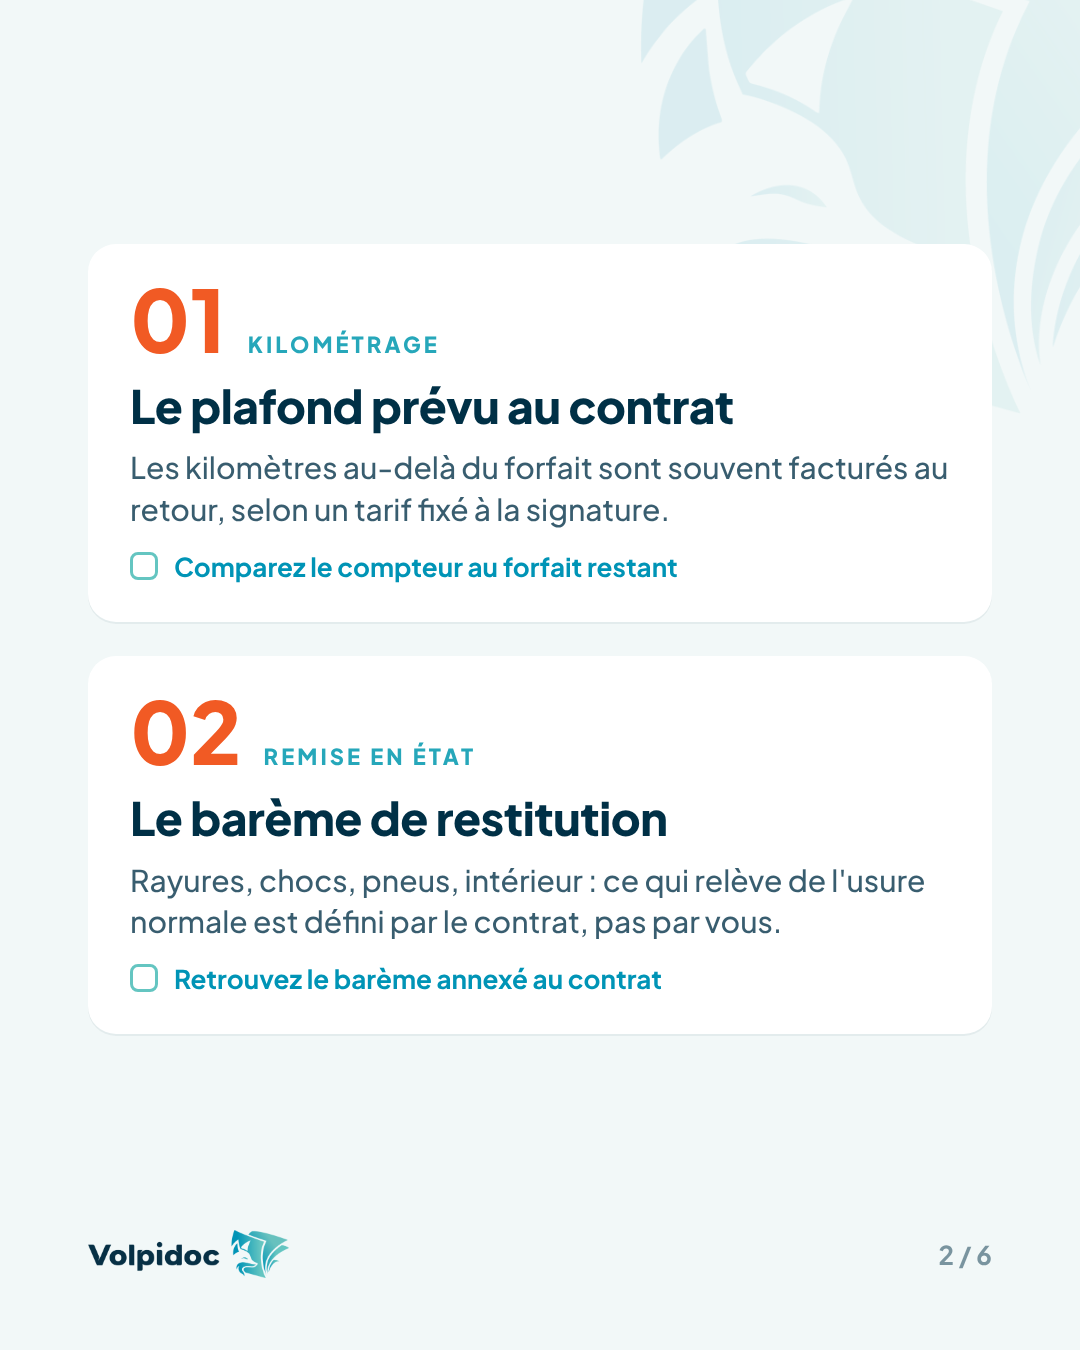 01 KILOMÉTRAGE
Le plafond prévu au contrat
Les kilomètres au-delà du forfait sont souvent facturés au
retour, selon un tarif fixé à la signature.
Comparez le compteur au forfait restant
02 REMISE EN ÉTAT
Le barème de restitution
Rayures, chocs, pneus, intérieur : ce qui relève de l'usure
normale est défini par le contrat, pas par vous.
Retrouvez le barème annexé au contrat
Volpidoc
2 / 6